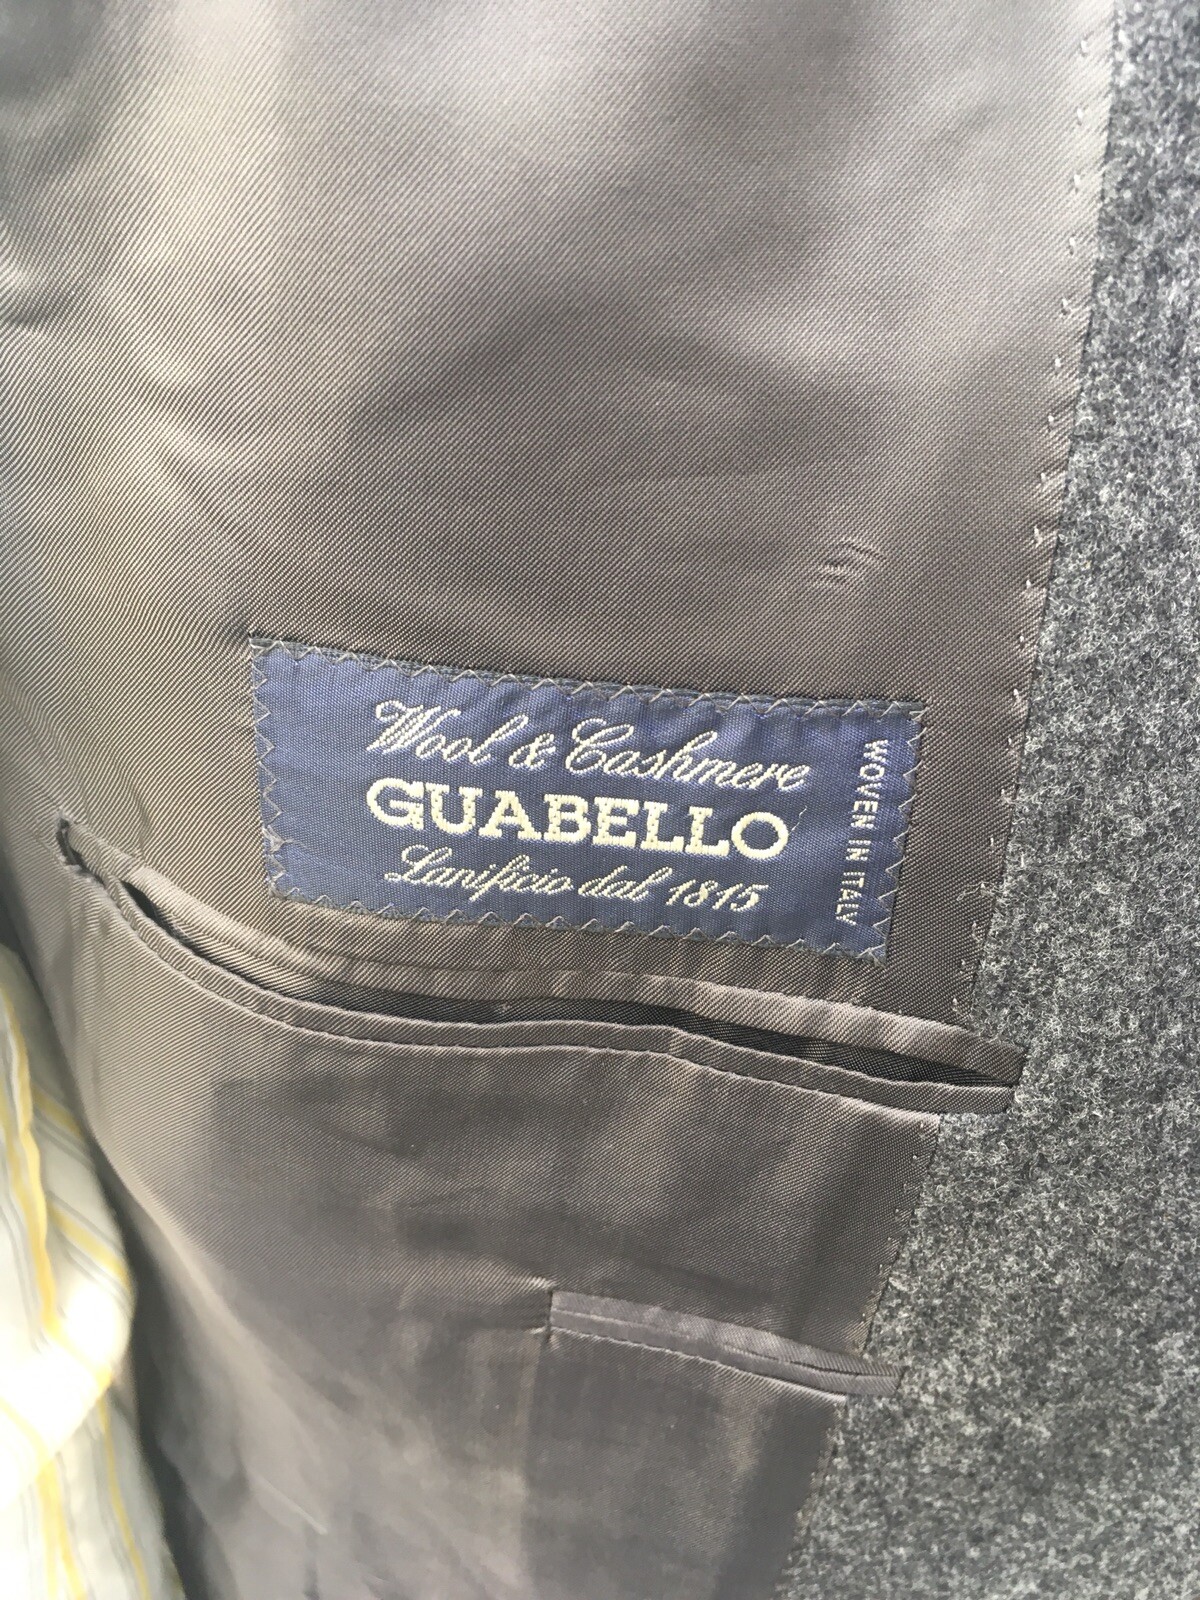 Wool & Cashmere
GUABELLO
Lanificio dal 1815
WOVEN IN ITALY